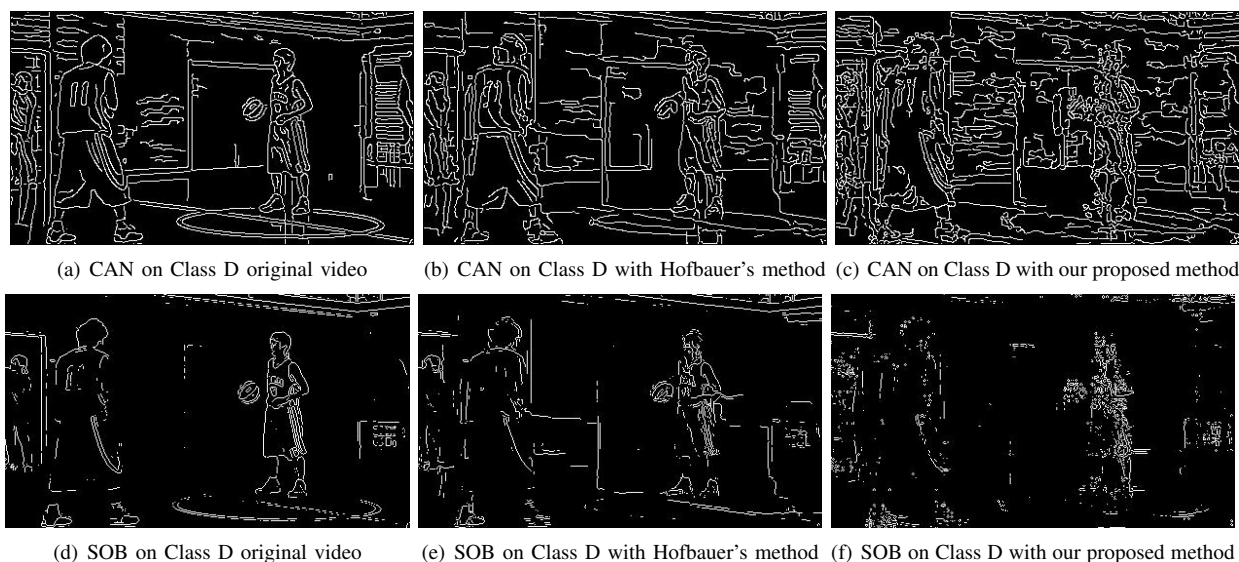 (a) CAN on Class D original video
(b) CAN on Class D with Hofbauer's method
(c) CAN on Class D with our proposed method
(d) SOB on Class D original video
(e) SOB on Class D with Hofbauer's method
(f) SOB on Class D with our proposed method